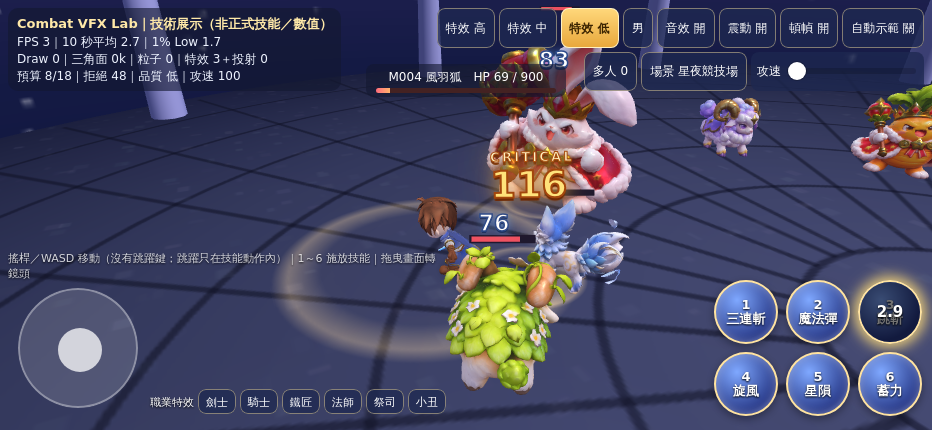 Combat VFX Lab｜技術展示（非正式技能／數值）
FPS 3｜10 秒平均 2.7｜1% Low 1.7
Draw 0｜三角面 0k｜粒子 0｜特效 3＋投射 0
預算 8/18｜拒絕 48｜品質 低｜攻速 100
特效 高
特效 中
特效 低
男
音效 開
震動 開
頓幀 開
自動示範 關
多人 0
場景 星夜競技場
攻速
83
M004 風羽狐 HP 69 / 900
CRITICAL
116
76
搖桿／WASD 移動（沒有跳躍鍵；跳躍只在技能動作內）｜1～6 施放技能｜拖曳畫面轉
鏡頭
1
三連斬
2
魔法彈
3
2.9
跳斬
4
旋風
5
星隕
6
蓄力
職業特效
劍士
騎士
鐵匠
法師
祭司
小丑